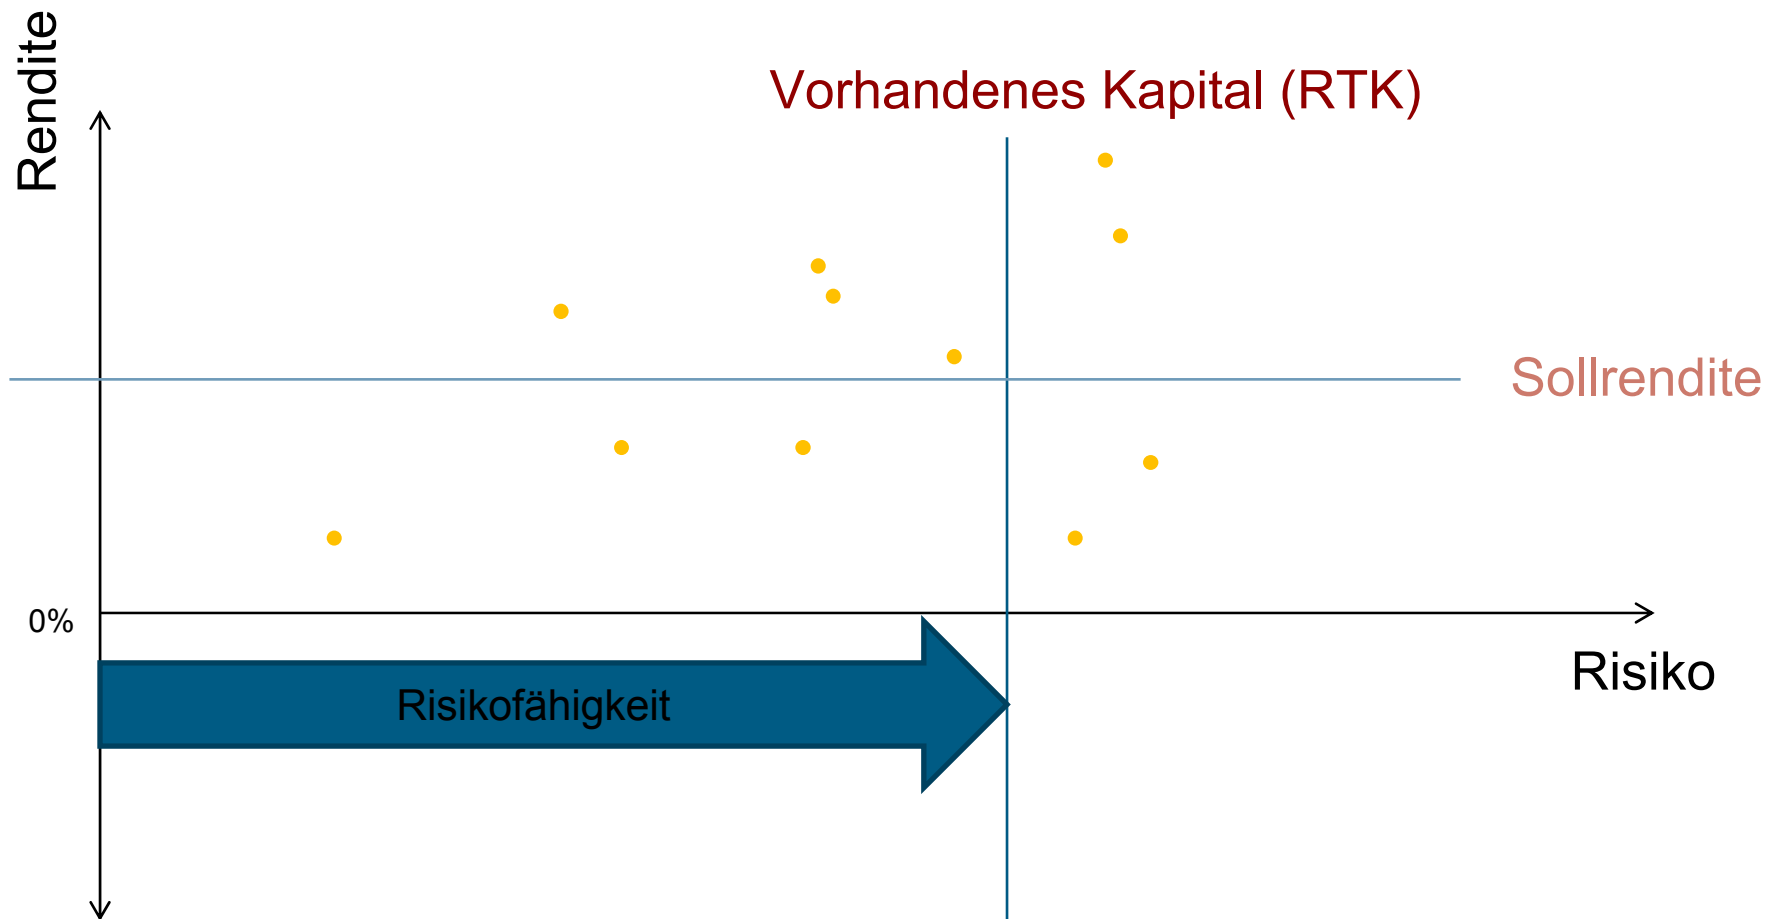 Rendite
Vorhandenes Kapital (RTK)
Sollrendite
0%
Risiko
Risikofähigkeit